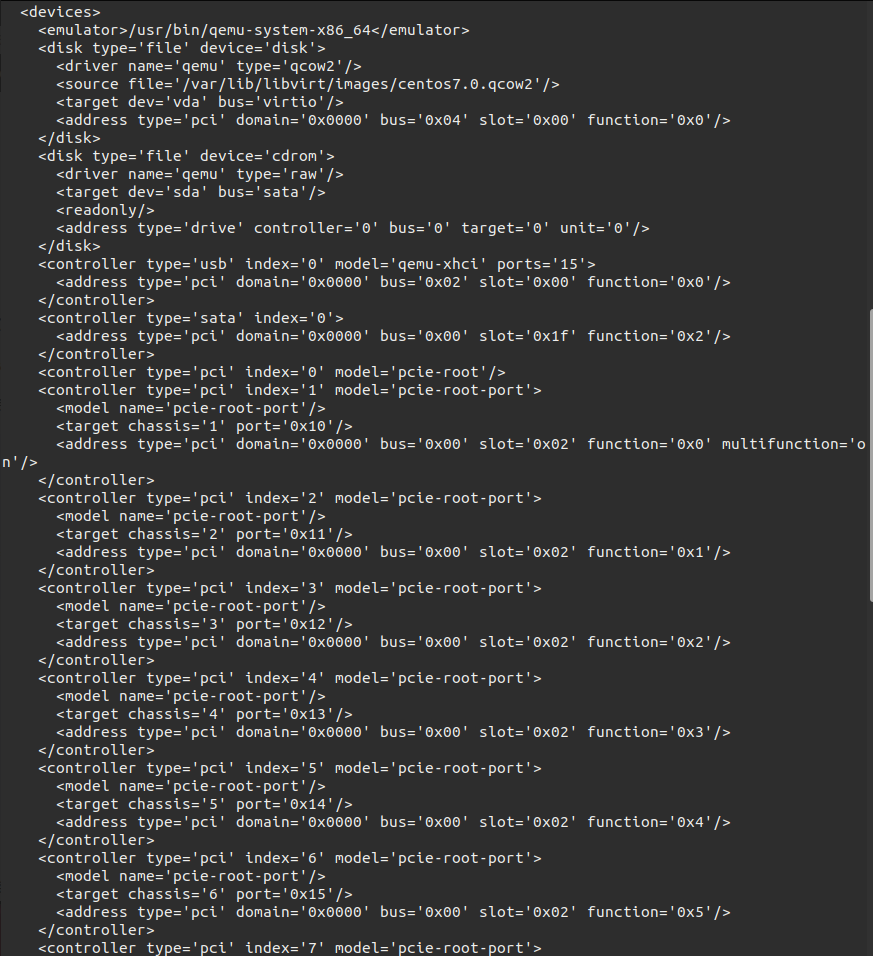 <devices>
<emulator>/usr/bin/qemu-system-x86_64</emulator>
<disk type='file' device='disk'>
<driver name='qemu' type='qcow2'/>
<source file='/var/lib/libvirt/images/centos7.0.qcow2'/>
<target dev='vda' bus='virtio'/>
<address type='pci' domain='0x0000' bus='0x04' slot='0x00' function='0x0'/>
</disk>
<disk type='file' device='cdrom'>
<driver name='qemu' type='raw'/>
<target dev='sda' bus='sata'/>
<readonly/>
<address type='drive' controller='0' bus='0' target='0' unit='0'/>
</disk>
<controller type='usb' index='0' model='qemu-xhci' ports='15'>
<address type='pci' domain='0x0000' bus='0x02' slot='0x00' function='0x0'/>
</controller>
<controller type='sata' index='0'>
<address type='pci' domain='0x0000' bus='0x00' slot='0x1f' function='0x2'/>
</controller>
<controller type='pci' index='0' model='pcie-root'/>
<controller type='pci' index='1' model='pcie-root-port'>
<model name='pcie-root-port'/>
<target chassis='1' port='0x10'/>
<address type='pci' domain='0x0000' bus='0x00' slot='0x02' function='0x0' multifunction='o
n'/>
</controller>
<controller type='pci' index='2' model='pcie-root-port'>
<model name='pcie-root-port'/>
<target chassis='2' port='0x11'/>
<address type='pci' domain='0x0000' bus='0x00' slot='0x02' function='0x1'/>
</controller>
<controller type='pci' index='3' model='pcie-root-port'>
<model name='pcie-root-port'/>
<target chassis='3' port='0x12'/>
<address type='pci' domain='0x0000' bus='0x00' slot='0x02' function='0x2'/>
</controller>
<controller type='pci' index='4' model='pcie-root-port'>
<model name='pcie-root-port'/>
<target chassis='4' port='0x13'/>
<address type='pci' domain='0x0000' bus='0x00' slot='0x02' function='0x3'/>
</controller>
<controller type='pci' index='5' model='pcie-root-port'>
<model name='pcie-root-port'/>
<target chassis='5' port='0x14'/>
<address type='pci' domain='0x0000' bus='0x00' slot='0x02' function='0x4'/>
</controller>
<controller type='pci' index='6' model='pcie-root-port'>
<model name='pcie-root-port'/>
<target chassis='6' port='0x15'/>
<address type='pci' domain='0x0000' bus='0x00' slot='0x02' function='0x5'/>
</controller>
<controller type='pci' index='7' model='pcie-root-port'>